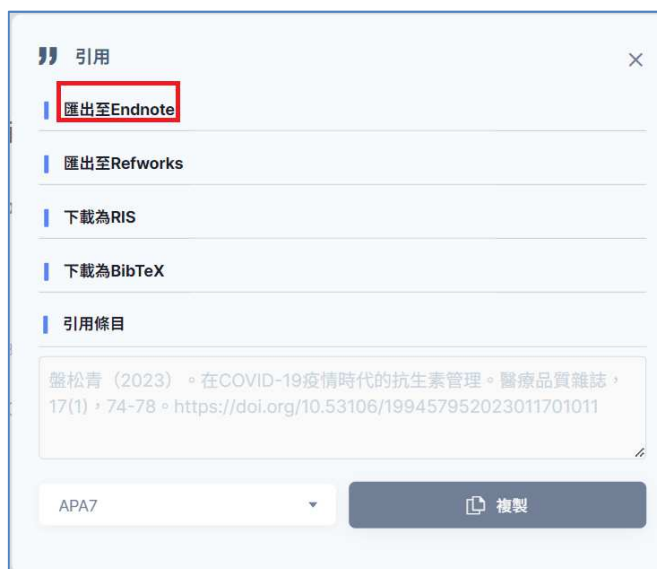 引用
匯出至Endnote
匯出至Refworks
下載為RIS
下載為BibTeX
引用條目
盤松青（2023）。在COVID-19疫情時代的抗生素管理。醫療品質雜誌，
17(1)，74-78。https://doi.org/10.53106/199457952023011701011
APA7
複製